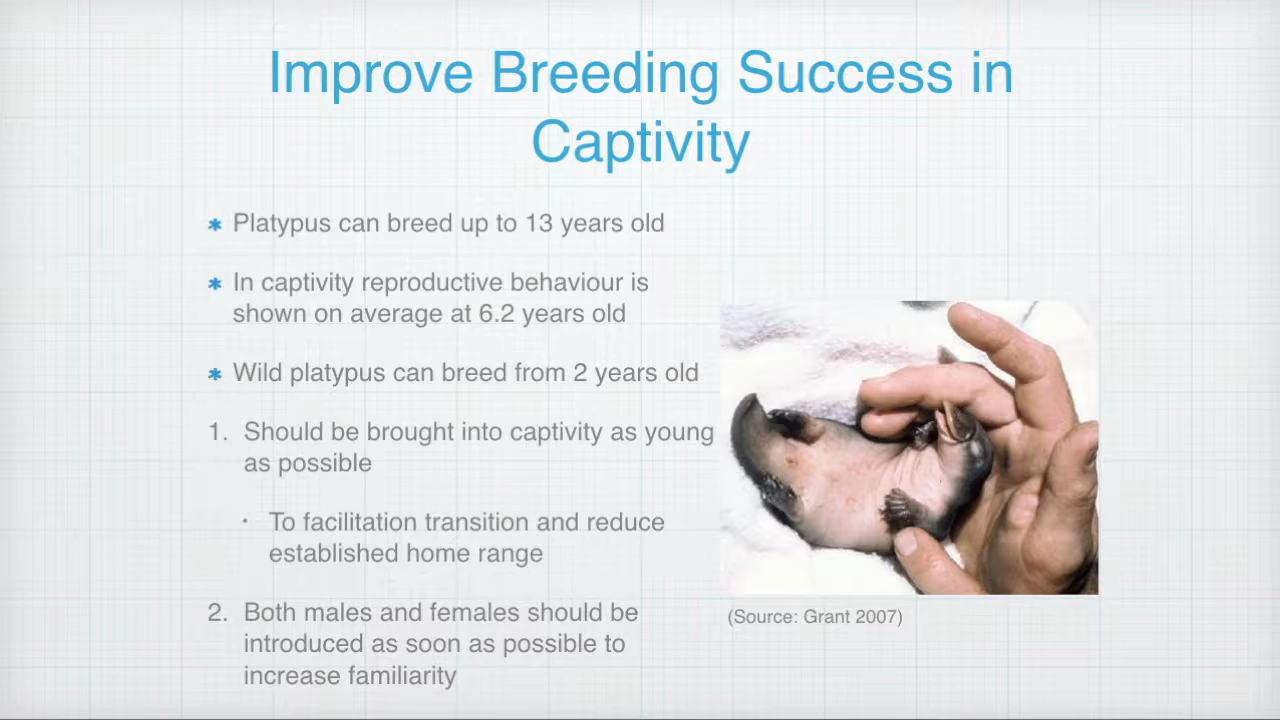 Improve Breeding Success in
Captivity
* Platypus can breed up to 13 years old
* In captivity reproductive behaviour is
shown on average at 6.2 years old
* Wild platypus can breed from 2 years old
1. Should be brought into captivity as young
as possible
• To facilitation transition and reduce
established home range
2. Both males and females should be
introduced as soon as possible to
increase familiarity
(Source: Grant 2007)